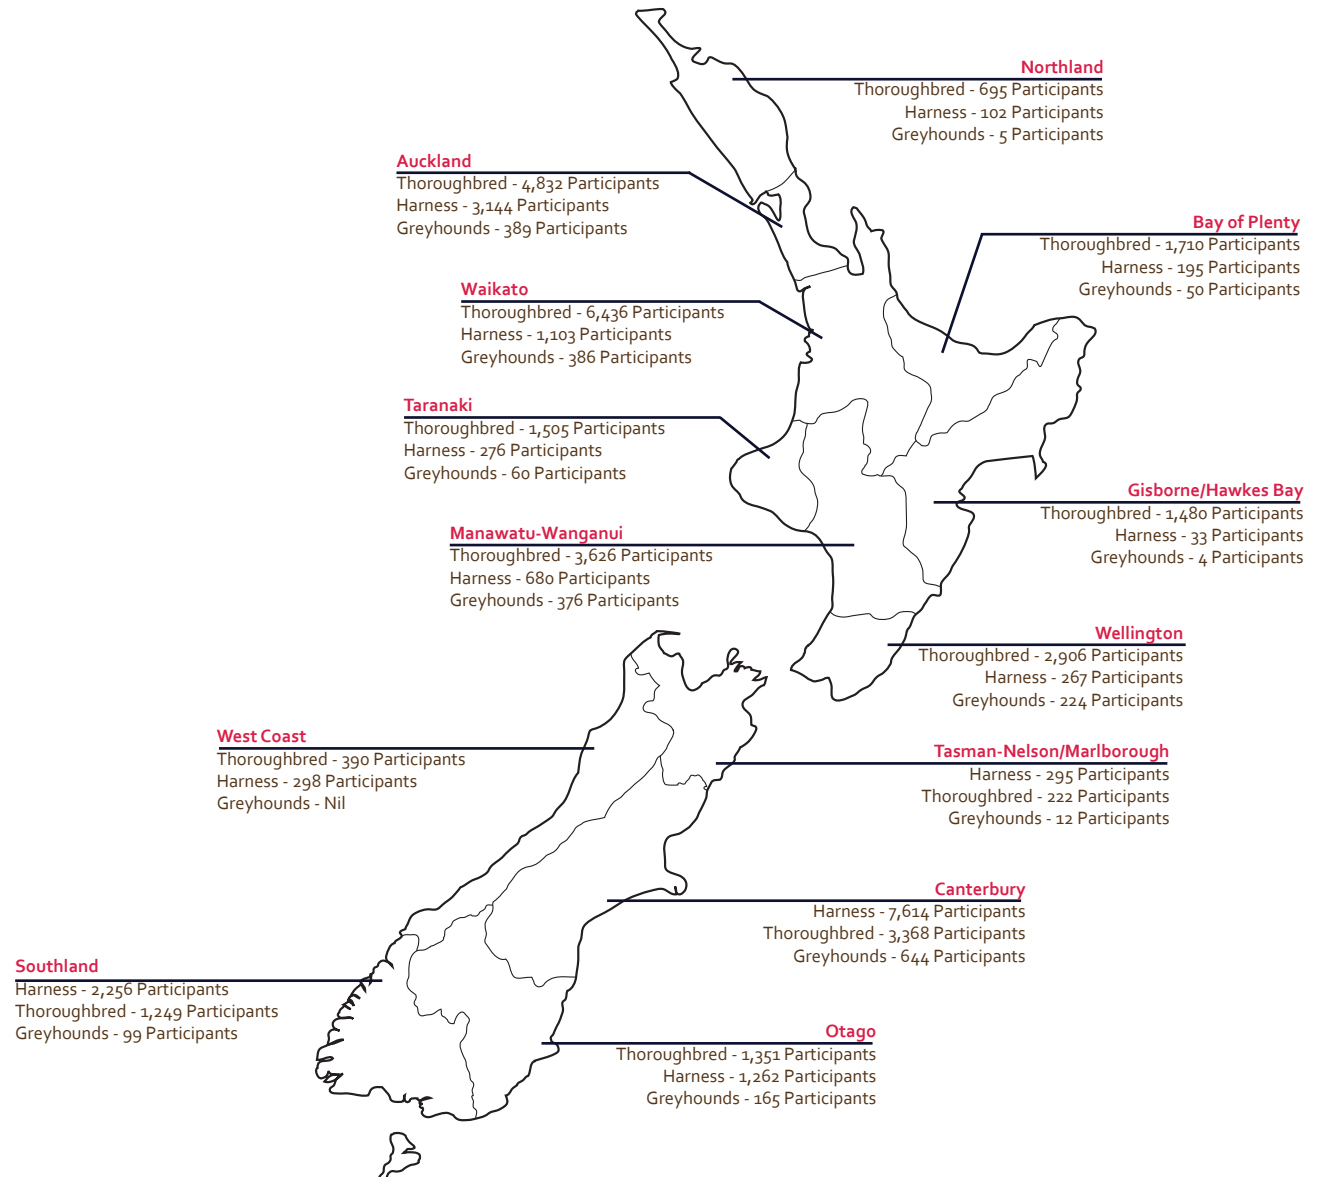 Northland
Thoroughbred - 695 Participants
Harness - 102 Participants
Greyhounds - 5 Participants
Auckland
Thoroughbred - 4,832 Participants
Harness - 3,144 Participants
Greyhounds - 389 Participants
Bay of Plenty
Thoroughbred - 1,710 Participants
Harness - 195 Participants
Greyhounds - 50 Participants
Waikato
Thoroughbred - 6,436 Participants
Harness - 1,103 Participants
Greyhounds - 386 Participants
Taranaki
Thoroughbred - 1,505 Participants
Harness - 276 Participants
Greyhounds - 60 Participants
Gisborne/Hawkes Bay
Thoroughbred - 1,480 Participants
Harness - 33 Participants
Greyhounds - 4 Participants
Manawatu-Wanganui
Thoroughbred - 3,626 Participants
Harness - 680 Participants
Greyhounds - 376 Participants
Wellington
Thoroughbred - 2,906 Participants
Harness - 267 Participants
Greyhounds - 224 Participants
West Coast
Thoroughbred - 390 Participants
Harness - 298 Participants
Greyhounds - Nil
Tasman-Nelson/Marlborough
Harness - 295 Participants
Thoroughbred - 222 Participants
Greyhounds - 12 Participants
Canterbury
Harness - 7,614 Participants
Thoroughbred - 3,368 Participants
Greyhounds - 644 Participants
Southland
Harness - 2,256 Participants
Thoroughbred - 1,249 Participants
Greyhounds - 99 Participants
Otago
Thoroughbred - 1,351 Participants
Harness - 1,262 Participants
Greyhounds - 165 Participants